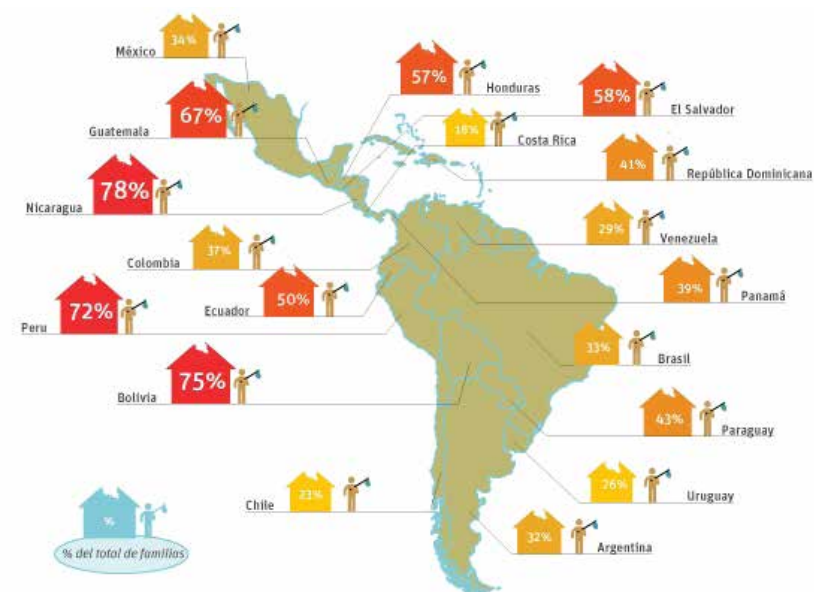 34%
México
57%
Honduras
58%
El Salvador
67%
Guatemala
18%
Costa Rica
41%
República Dominicana
78%
Nicaragua
29%
Venezuela
37%
Colombia
39%
Panamá
50%
Ecuador
72%
Peru
33%
Brasil
75%
Bolivia
43%
Paraguay
23%
Chile
26%
Uruguay
32%
Argentina
%
% del total de familias